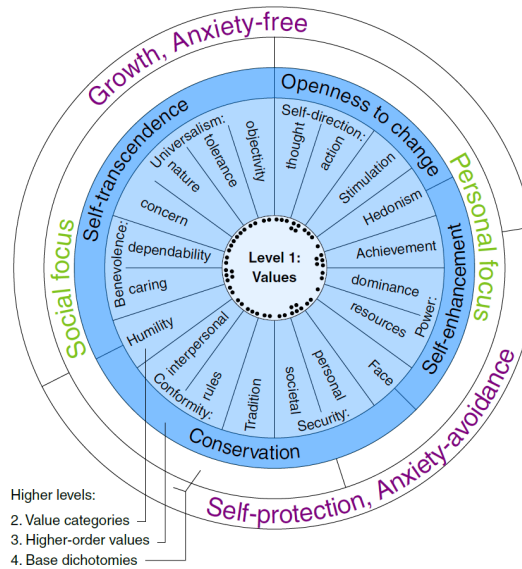 Growth, Anxiety-free
Social focus
Personal focus
Self-protection, Anxiety-avoidance
Self-transcendence
Openness to change
Self-enhancement
Conservation
Self-direction:
thought
action
Stimulation
Hedonism
Achievement
Power:
dominance
resources
Face
Security:
personal
societal
Tradition
Conformity:
rules
interpersonal
Humility
Benevolence:
caring
dependability
Universalism:
concern
nature
tolerance
objectivity
Level 1:
Values
Higher levels:
2. Value categories
3. Higher-order values
4. Base dichotomies